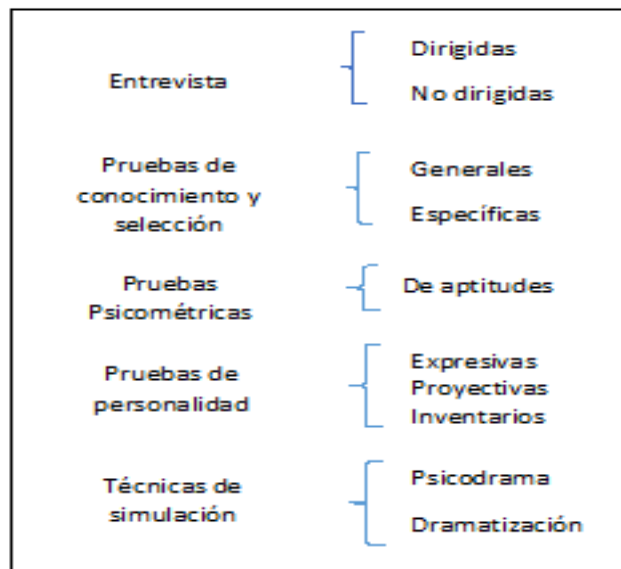 Entrevista
Dirigidas
No dirigidas
Pruebas de
conocimiento y
selección
Generales
Específicas
Pruebas
Psicométricas
De aptitudes
Pruebas de
personalidad
Expresivas
Proyectivas
Inventarios
Técnicas de
simulación
Psicodrama
Dramatización